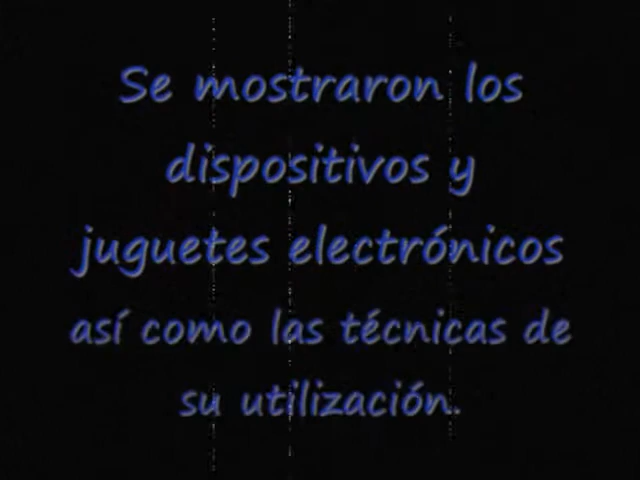 Se mostraron los
dispositivos y
juguetes electrónicos
así como las técnicas de
su utilización.